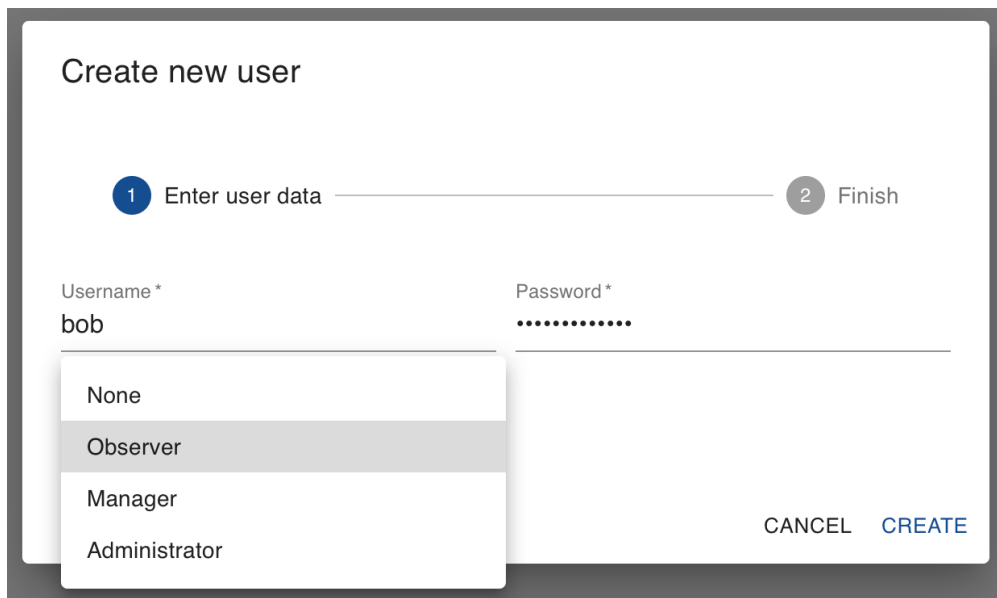 Create new user
1 Enter user data 2 Finish
Username * Password *
bob •••••••••••••
None
Observer
Manager
Administrator
CANCEL CREATE